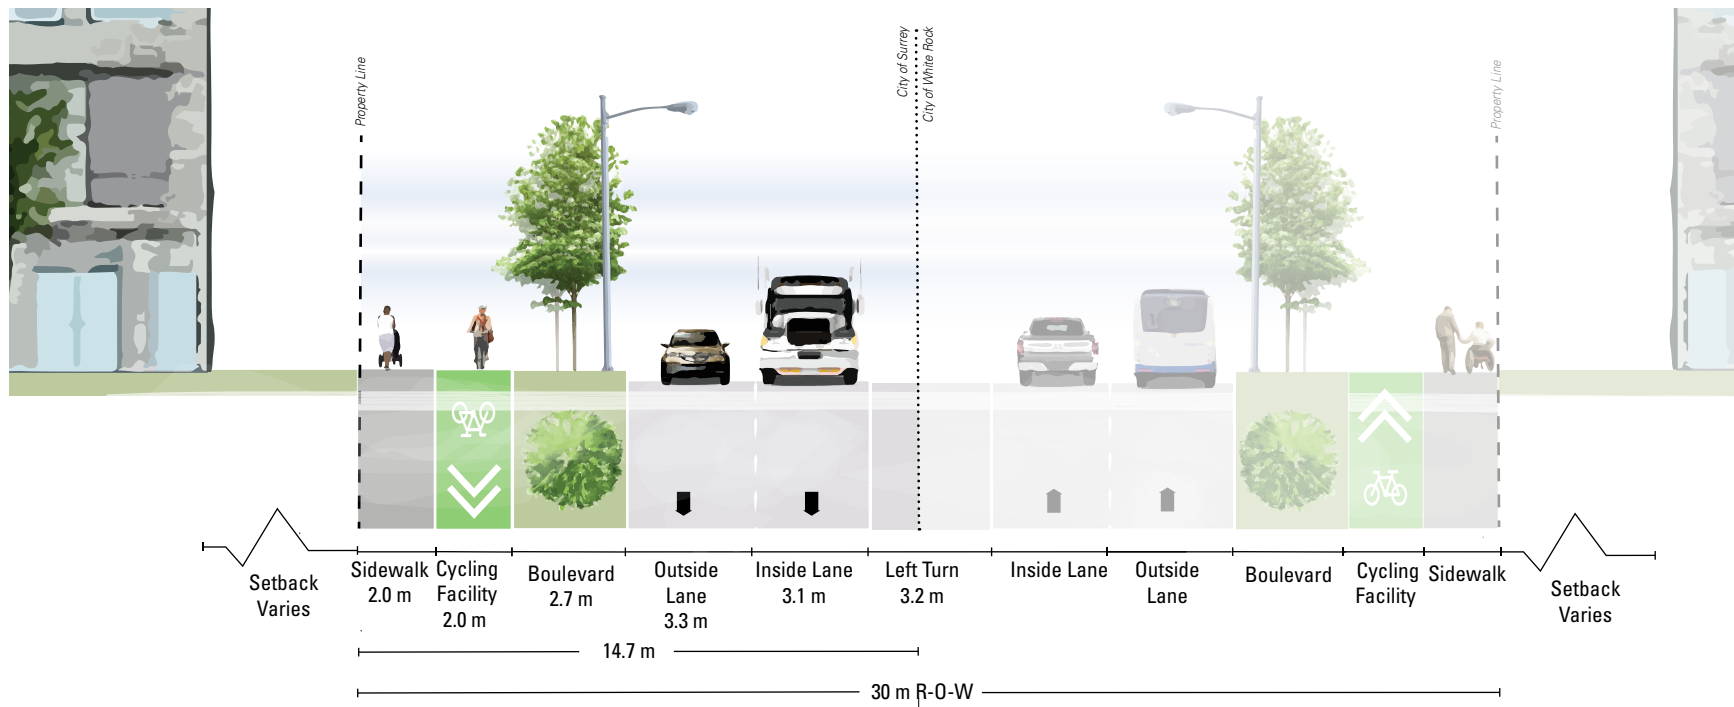 Property Line
City of Surrey
City of White Rock
Property Line
Setback
Varies
Sidewalk
2.0 m
Cycling
Facility
2.0 m
Boulevard
2.7 m
Outside
Lane
3.3 m
Inside Lane
3.1 m
Left Turn
3.2 m
Inside Lane
Outside
Lane
Boulevard
Cycling
Facility
Sidewalk
Setback
Varies
14.7 m
30 m R-O-W